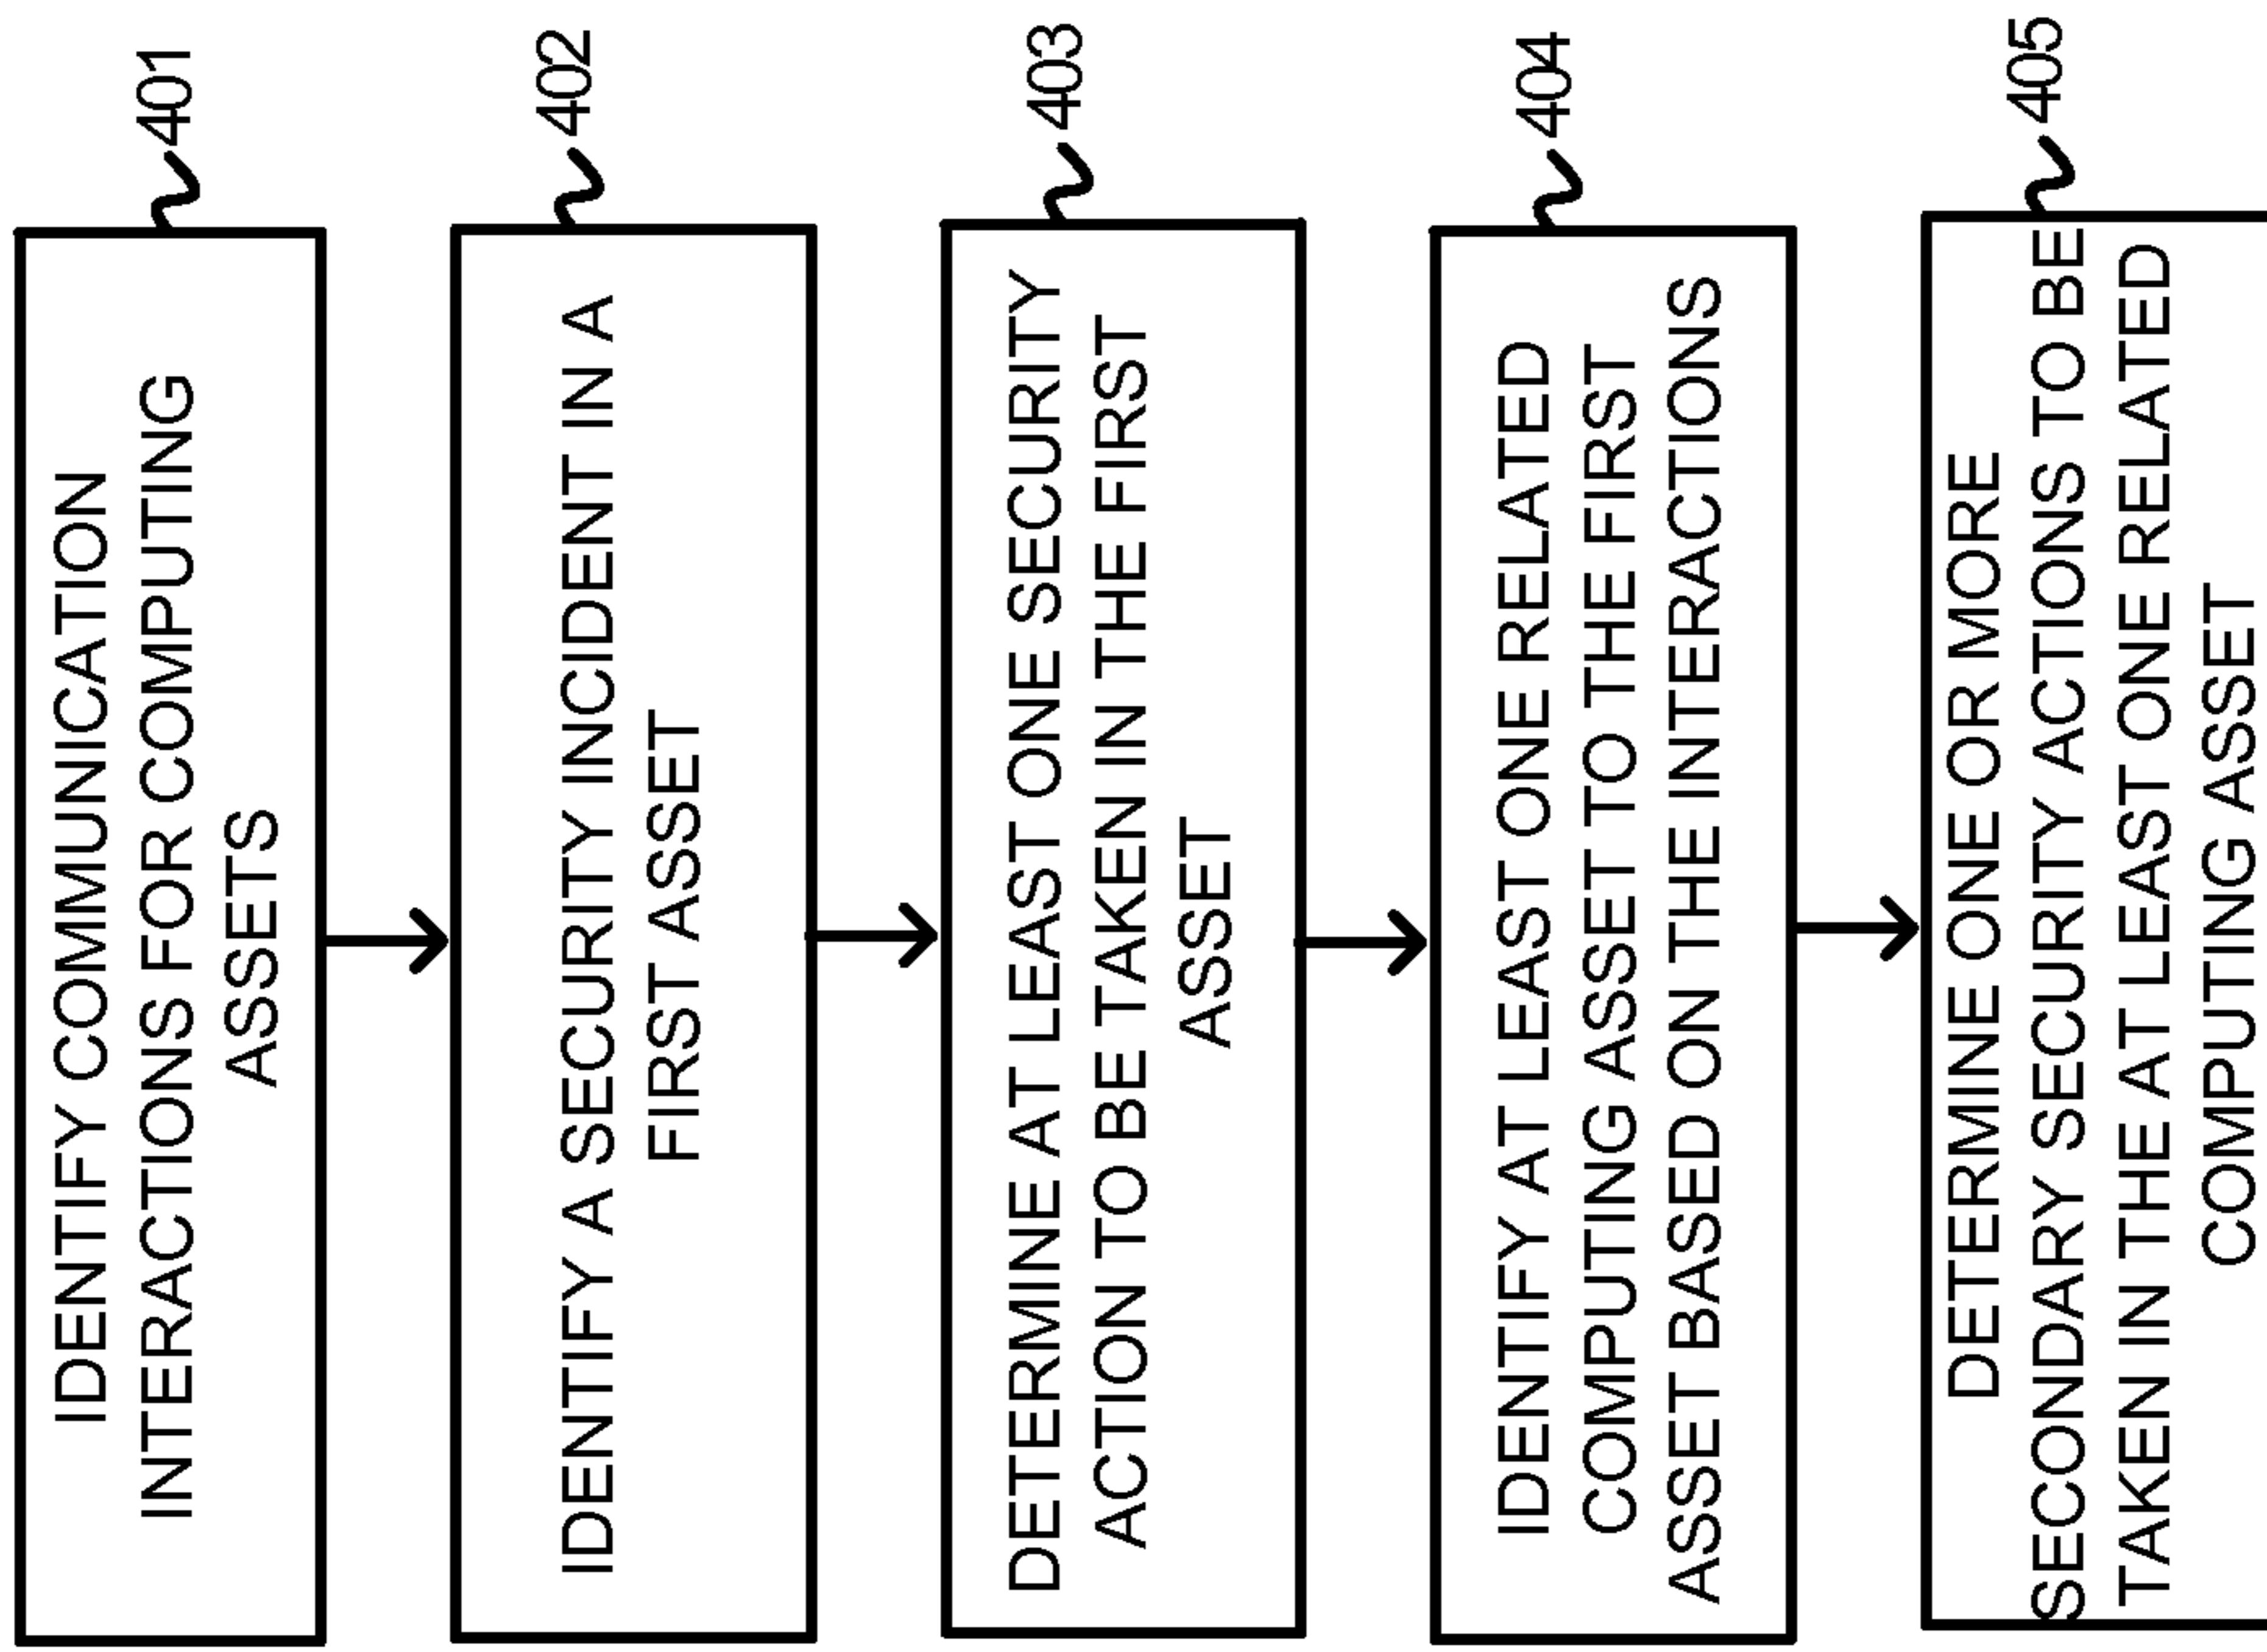 IDENTIFY COMMUNICATION
INTERACTIONS FOR COMPUTING
ASSETS
401
IDENTIFY A SECURITY INCIDENT IN A
FIRST ASSET
402
DETERMINE AT LEAST ONE SECURITY
ACTION TO BE TAKEN IN THE FIRST
ASSET
403
IDENTIFY AT LEAST ONE RELATED
COMPUTING ASSET TO THE FIRST
ASSET BASED ON THE INTERACTIONS
404
DETERMINE ONE OR MORE
SECONDARY SECURITY ACTIONS TO BE
TAKEN IN THE AT LEAST ONE RELATED
COMPUTING ASSET
405